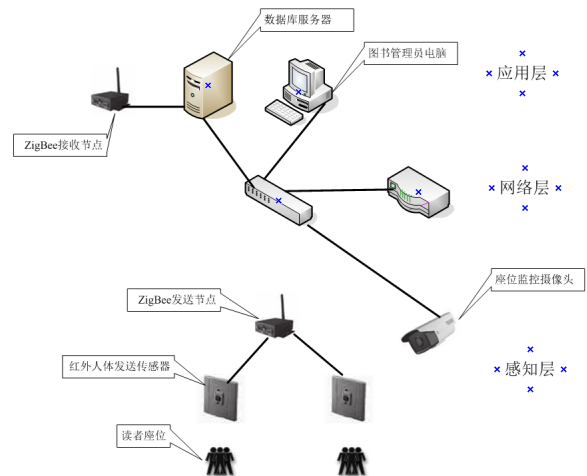 数据库服务器
图书管理员电脑
应用层
ZigBee接收节点
网络层
座位监控摄像头
ZigBee发送节点
红外人体发送传感器
感知层
读者座位